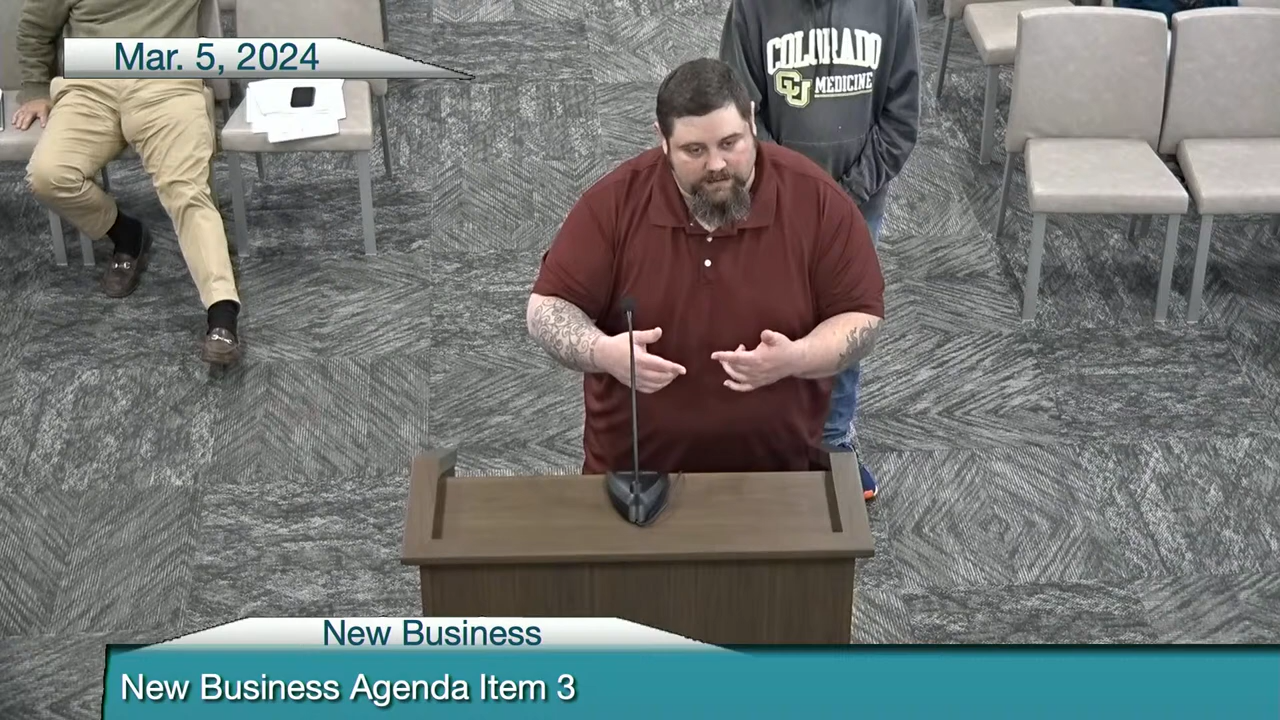 Mar. 5, 2024
COLORADO
CU MEDICINE
New Business
New Business Agenda Item 3